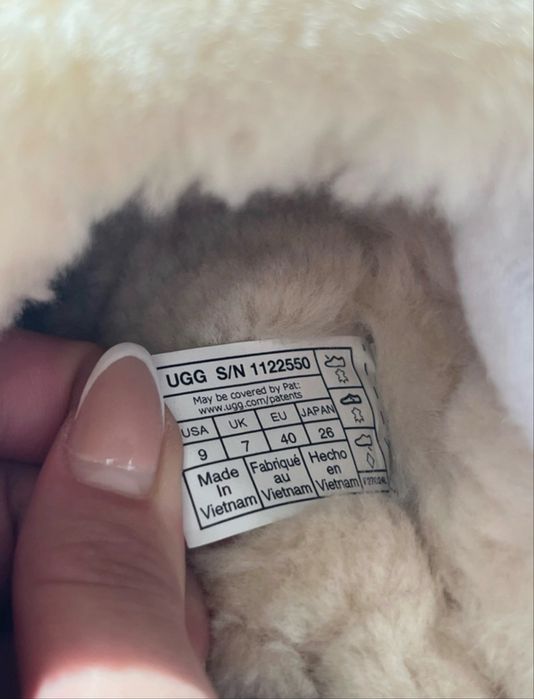 UGG S/N 1122550
May be covered by Pat:
www.ugg.com/patents
USA UK EU JAPAN
9 7 40 26
Made In Vietnam
Fabriqué au Vietnam
Hecho en Vietnam